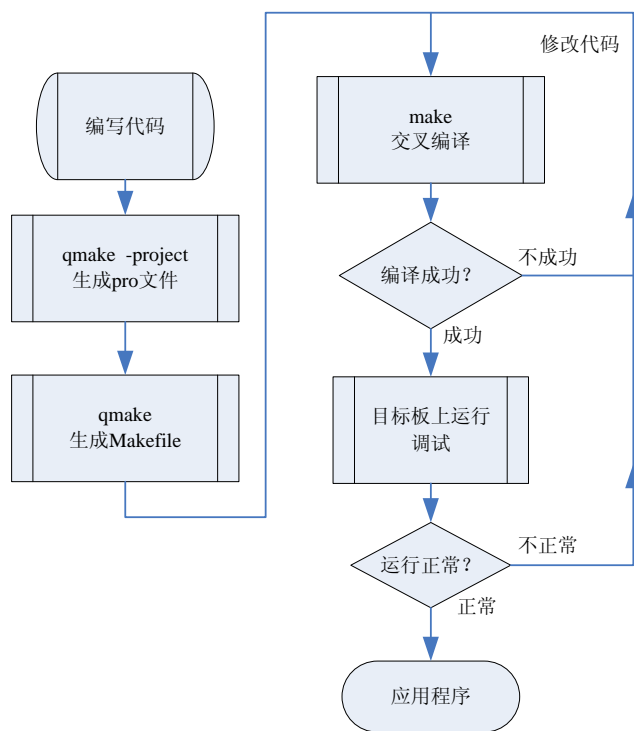 编写代码
qmake -project
生成pro文件
qmake
生成Makefile
修改代码
make
交叉编译
编译成功？
不成功
成功
目标板上运行
调试
运行正常？
不正常
正常
应用程序